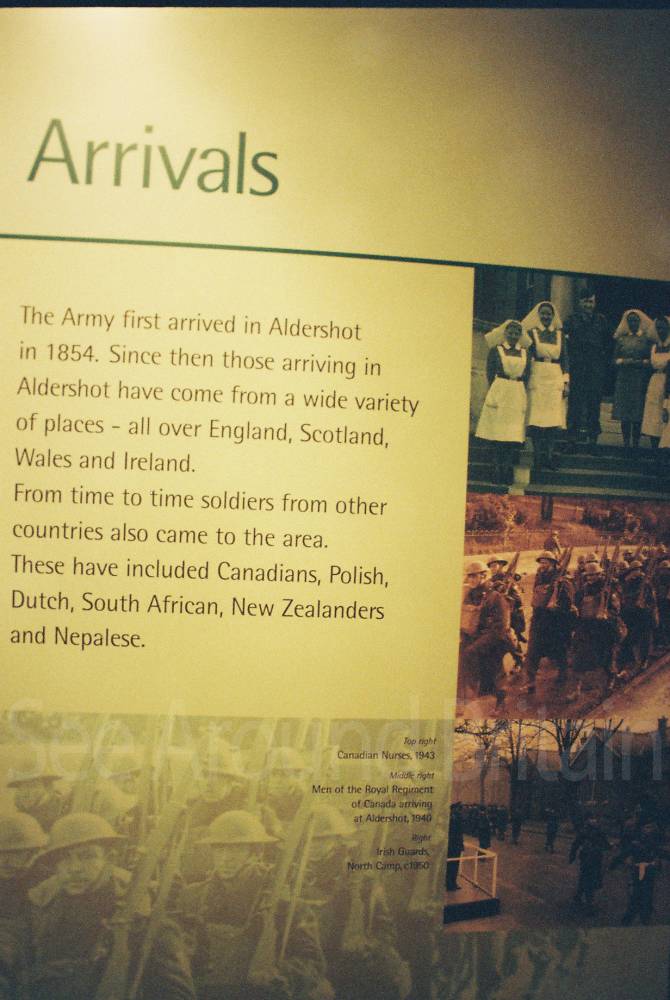 Arrivals
The Army first arrived in Aldershot
in 1854. Since then those arriving in
Aldershot have come from a wide variety
of places - all over England, Scotland,
Wales and Ireland.
From time to time soldiers from other
countries also came to the area.
These have included Canadians, Polish,
Dutch, South African, New Zealanders
and Nepalese.
See Around Britain
Top right
Canadian Nurses, 1943
Middle right
Men of the Royal Regiment
of Canada arriving
at Aldershot, 1940
Right
Irish Guards,
North Camp, c1950